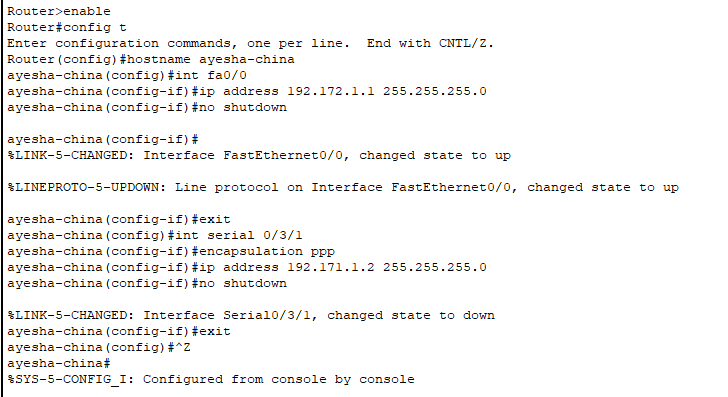 Router>enable
Router#config t
Enter configuration commands, one per line.  End with CNTL/Z.
Router(config)#hostname ayesha-china
ayesha-china(config)#int fa0/0
ayesha-china(config-if)#ip address 192.172.1.1 255.255.255.0
ayesha-china(config-if)#no shutdown
ayesha-china(config-if)#
%LINK-5-CHANGED: Interface FastEthernet0/0, changed state to up
%LINEPROTO-5-UPDOWN: Line protocol on Interface FastEthernet0/0, changed state to up
ayesha-china(config-if)#exit
ayesha-china(config)#int serial 0/3/1
ayesha-china(config-if)#encapsulation ppp
ayesha-china(config-if)#ip address 192.171.1.2 255.255.255.0
ayesha-china(config-if)#no shutdown
%LINK-5-CHANGED: Interface Serial0/3/1, changed state to down
ayesha-china(config-if)#exit
ayesha-china(config)#^Z
ayesha-china#
%SYS-5-CONFIG_I: Configured from console by console